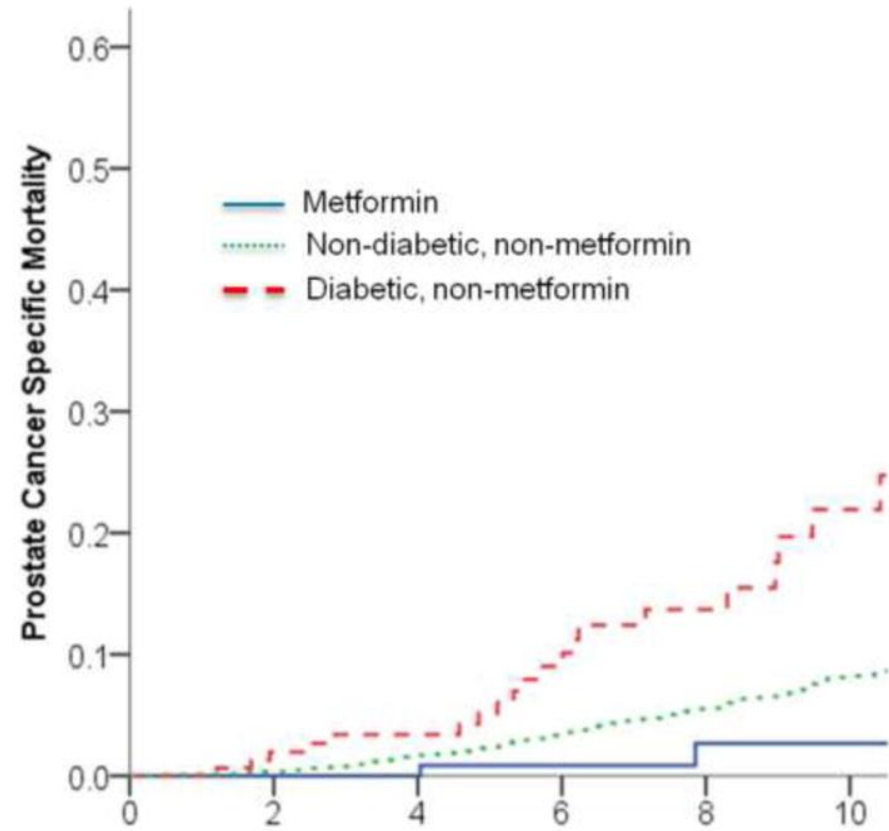 Prostate Cancer Specific Mortality
0.6
0.5
0.4
0.3
0.2
0.1
0.0
Metformin
Non-diabetic, non-metformin
Diabetic, non-metformin
0 2 4 6 8 10